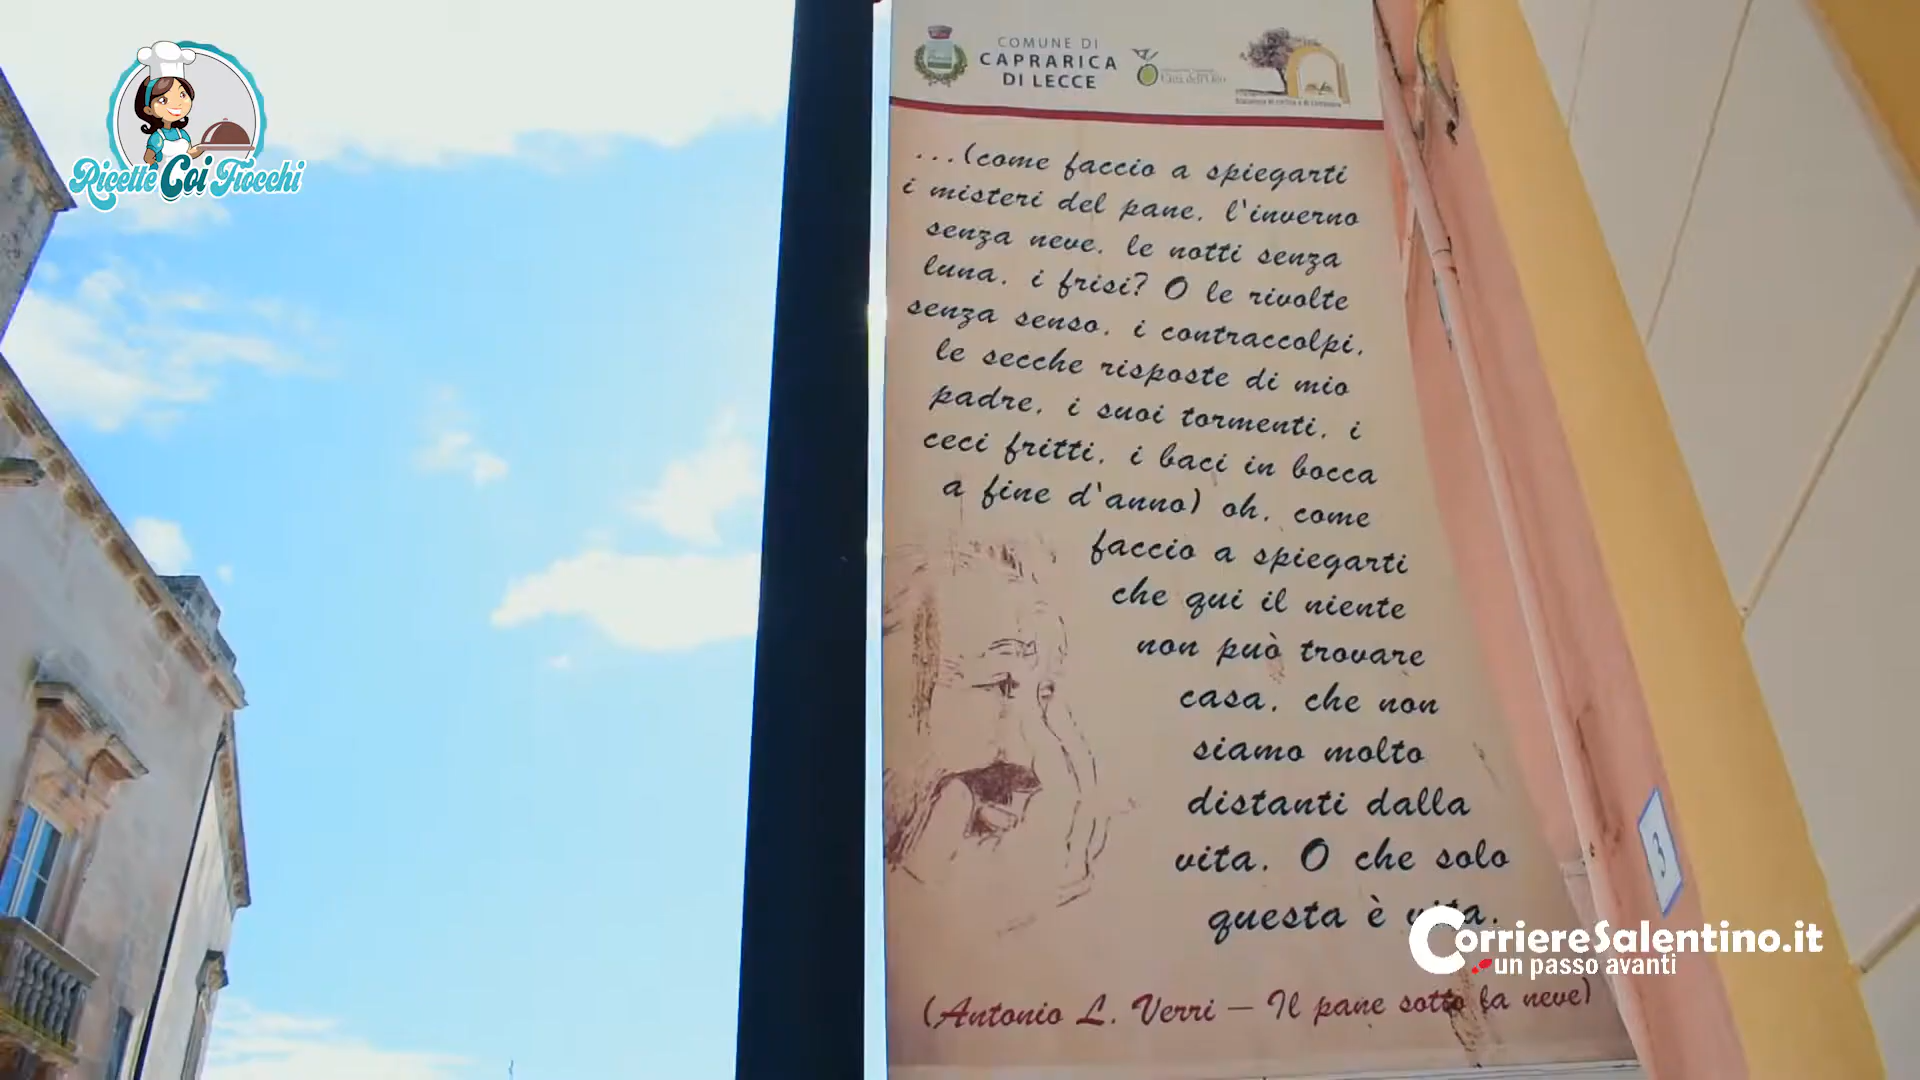 Ricette Coi Fiocchi
COMUNE DI
CAPRARICA
DI LECCE
Città dell'Olio
...(come faccio a spiegarti
i misteri del pane, l'inverno
senza neve, le notti senza
luna, i frisi? O le rivolte
senza senso, i contraccolpi,
le secche risposte di mio
padre, i suoi tormenti, i
ceci fritti, i baci in bocca
a fine d'anno) oh, come
faccio a spiegarti
che qui il niente
non può trovare
casa, che non
siamo molto
distanti dalla
vita. O che solo
questa è vita.
(Antonio L. Verri – Il pane sotto la neve)
3
CorriereSalentino.it
un passo avanti